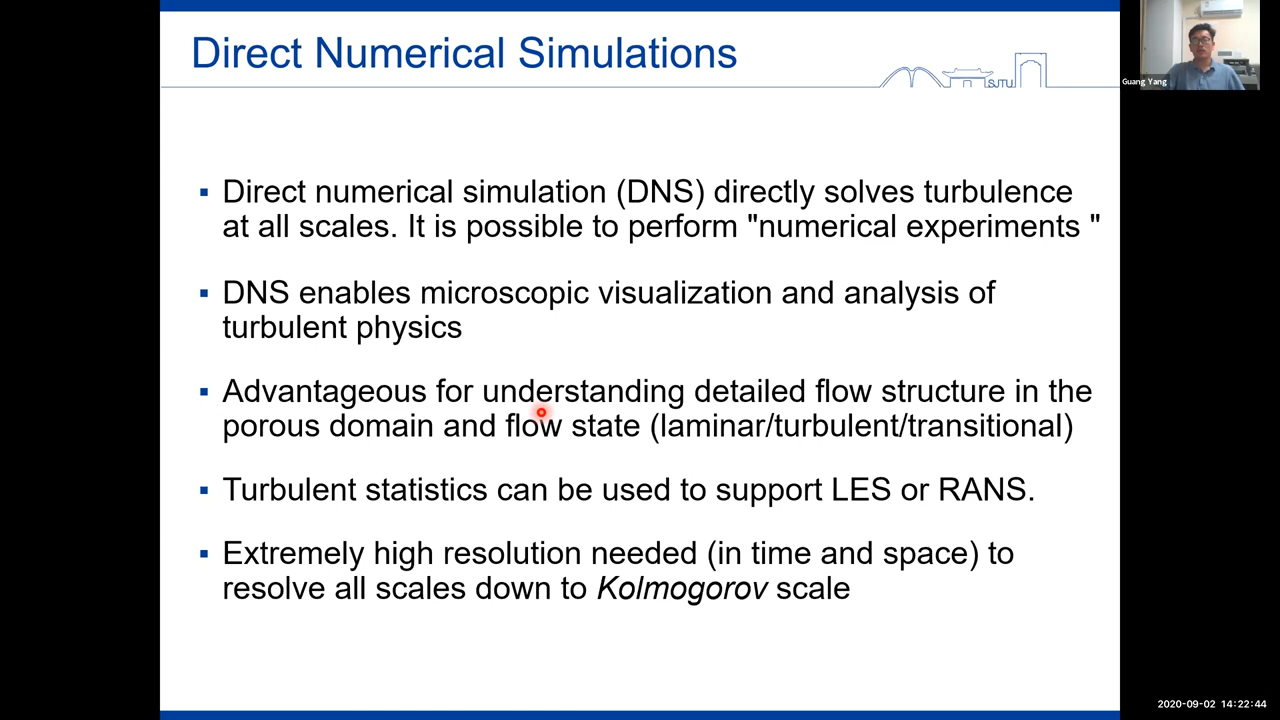 Direct Numerical Simulations
SJTU
Guang Yang
▪ Direct numerical simulation (DNS) directly solves turbulence
at all scales. It is possible to perform "numerical experiments "
▪ DNS enables microscopic visualization and analysis of
turbulent physics
▪ Advantageous for understanding detailed flow structure in the
porous domain and flow state (laminar/turbulent/transitional)
▪ Turbulent statistics can be used to support LES or RANS.
▪ Extremely high resolution needed (in time and space) to
resolve all scales down to Kolmogorov scale
2020-09-02 14:22:44